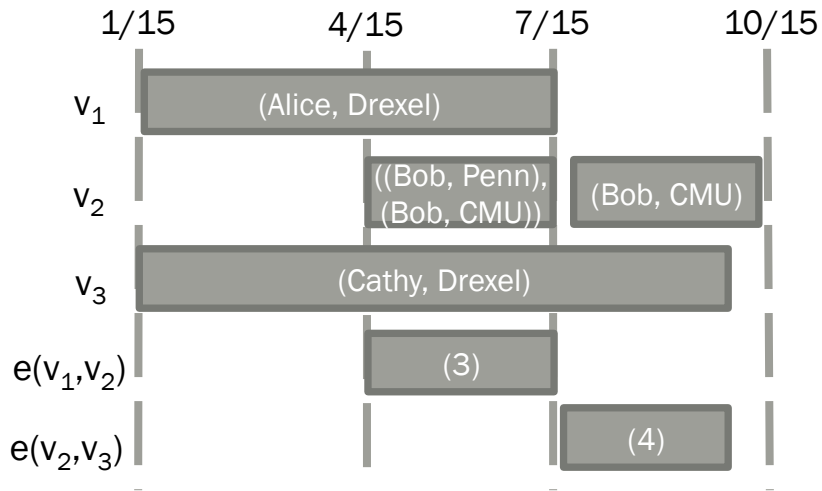 1/15 4/15 7/15 10/15
v₁ (Alice, Drexel)
v₂ ((Bob, Penn), (Bob, CMU)
(Bob, CMU))
v₃ (Cathy, Drexel)
e(v₁,v₂) (3)
e(v₂,v₃) (4)